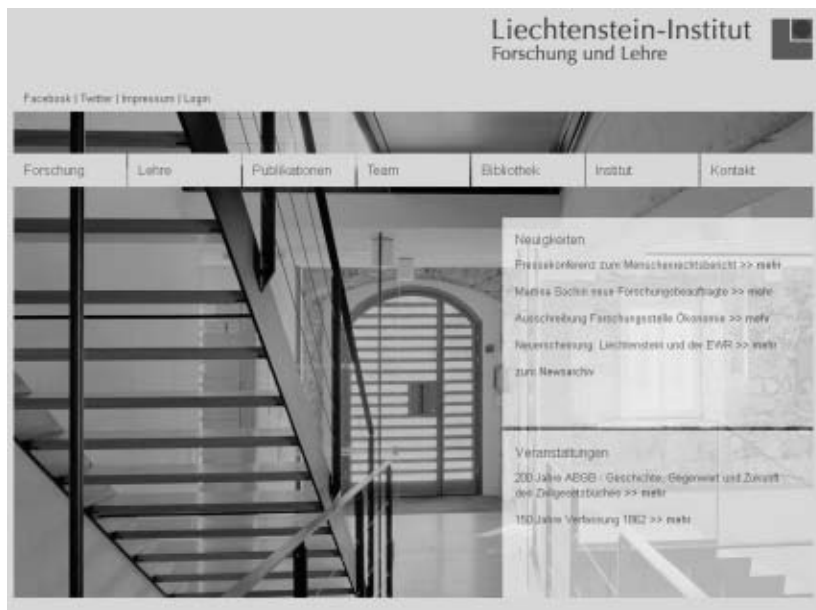 Liechtenstein-Institut
Forschung und Lehre
Facebook | Twitter | Impressum | Login
Forschung
Lehre
Publikationen
Team
Bibliothek
Institut
Kontakt
Neuigkeiten
Pressekonferenz zum Menschenrechtsbericht >> mehr
Martina Sochin neue Forschungsbeauftragte >> mehr
Ausschreibung Forschungsstelle Ökonomie >> mehr
Neuerscheinung: Liechtenstein und der EWR >> mehr
zum Newsarchiv
Veranstaltungen
200 Jahre ABGB - Geschichte, Gegenwart und Zukunft
des Zivilgesetzbuches >> mehr
150 Jahre Verfassung 1862 >> mehr